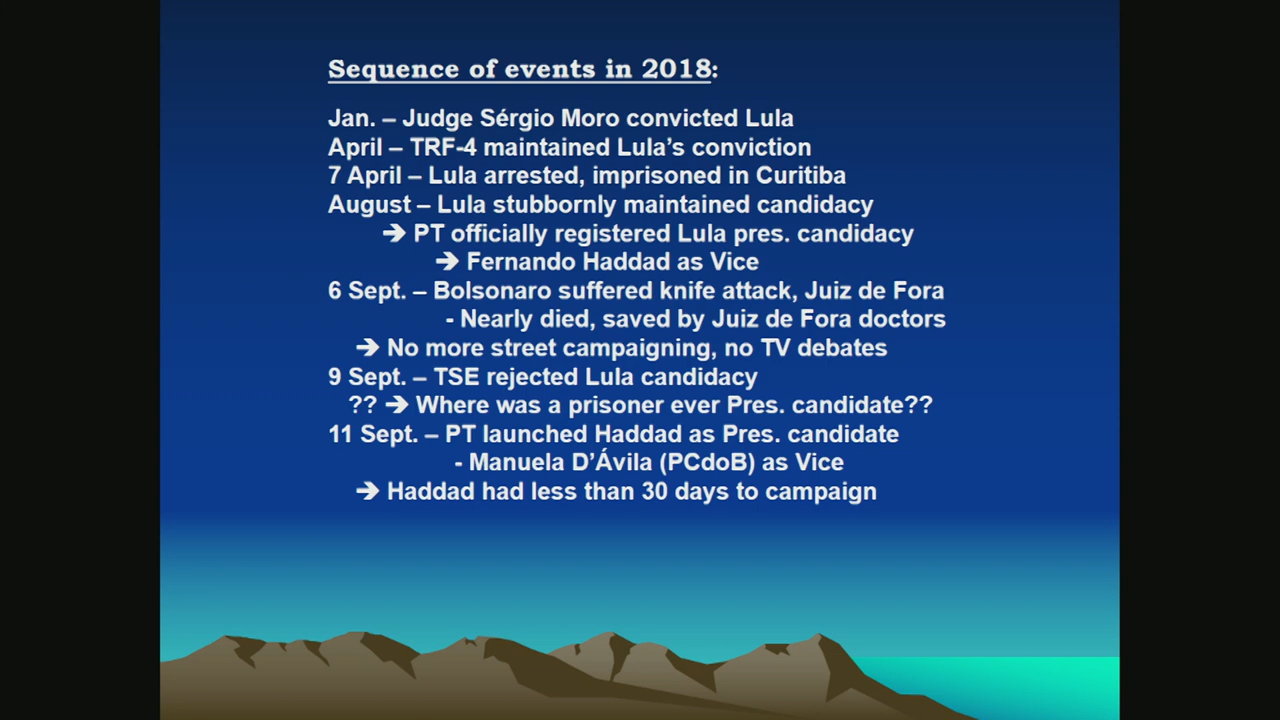 Sequence of events in 2018:
Jan. – Judge Sérgio Moro convicted Lula
April – TRF-4 maintained Lula’s conviction
7 April – Lula arrested, imprisoned in Curitiba
August – Lula stubbornly maintained candidacy
➔ PT officially registered Lula pres. candidacy
➔ Fernando Haddad as Vice
6 Sept. – Bolsonaro suffered knife attack, Juiz de Fora
- Nearly died, saved by Juiz de Fora doctors
➔ No more street campaigning, no TV debates
9 Sept. – TSE rejected Lula candidacy
?? ➔ Where was a prisoner ever Pres. candidate??
11 Sept. – PT launched Haddad as Pres. candidate
- Manuela D’Ávila (PCdoB) as Vice
➔ Haddad had less than 30 days to campaign